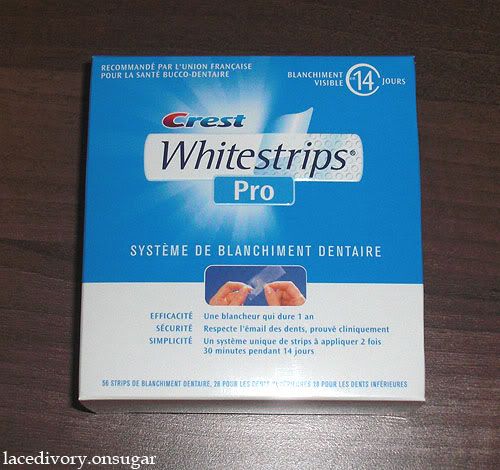 RECOMMANDÉ PAR L'UNION FRANÇAISE
POUR LA SANTÉ BUCCO-DENTAIRE
BLANCHIMENT
VISIBLE
EN
14
JOURS
Crest
Whitestrips®
Pro
SYSTÈME DE BLANCHIMENT DENTAIRE
EFFICACITÉ Une blancheur qui dure 1 an
SÉCURITÉ Respecte l'émail des dents, prouvé cliniquement
SIMPLICITÉ Un système unique de strips à appliquer 2 fois
30 minutes pendant 14 jours
56 STRIPS DE BLANCHIMENT DENTAIRE, 28 POUR LES DENTS SUPÉRIEURES 28 POUR LES DENTS INFÉRIEURES
lacedivory.onsugar